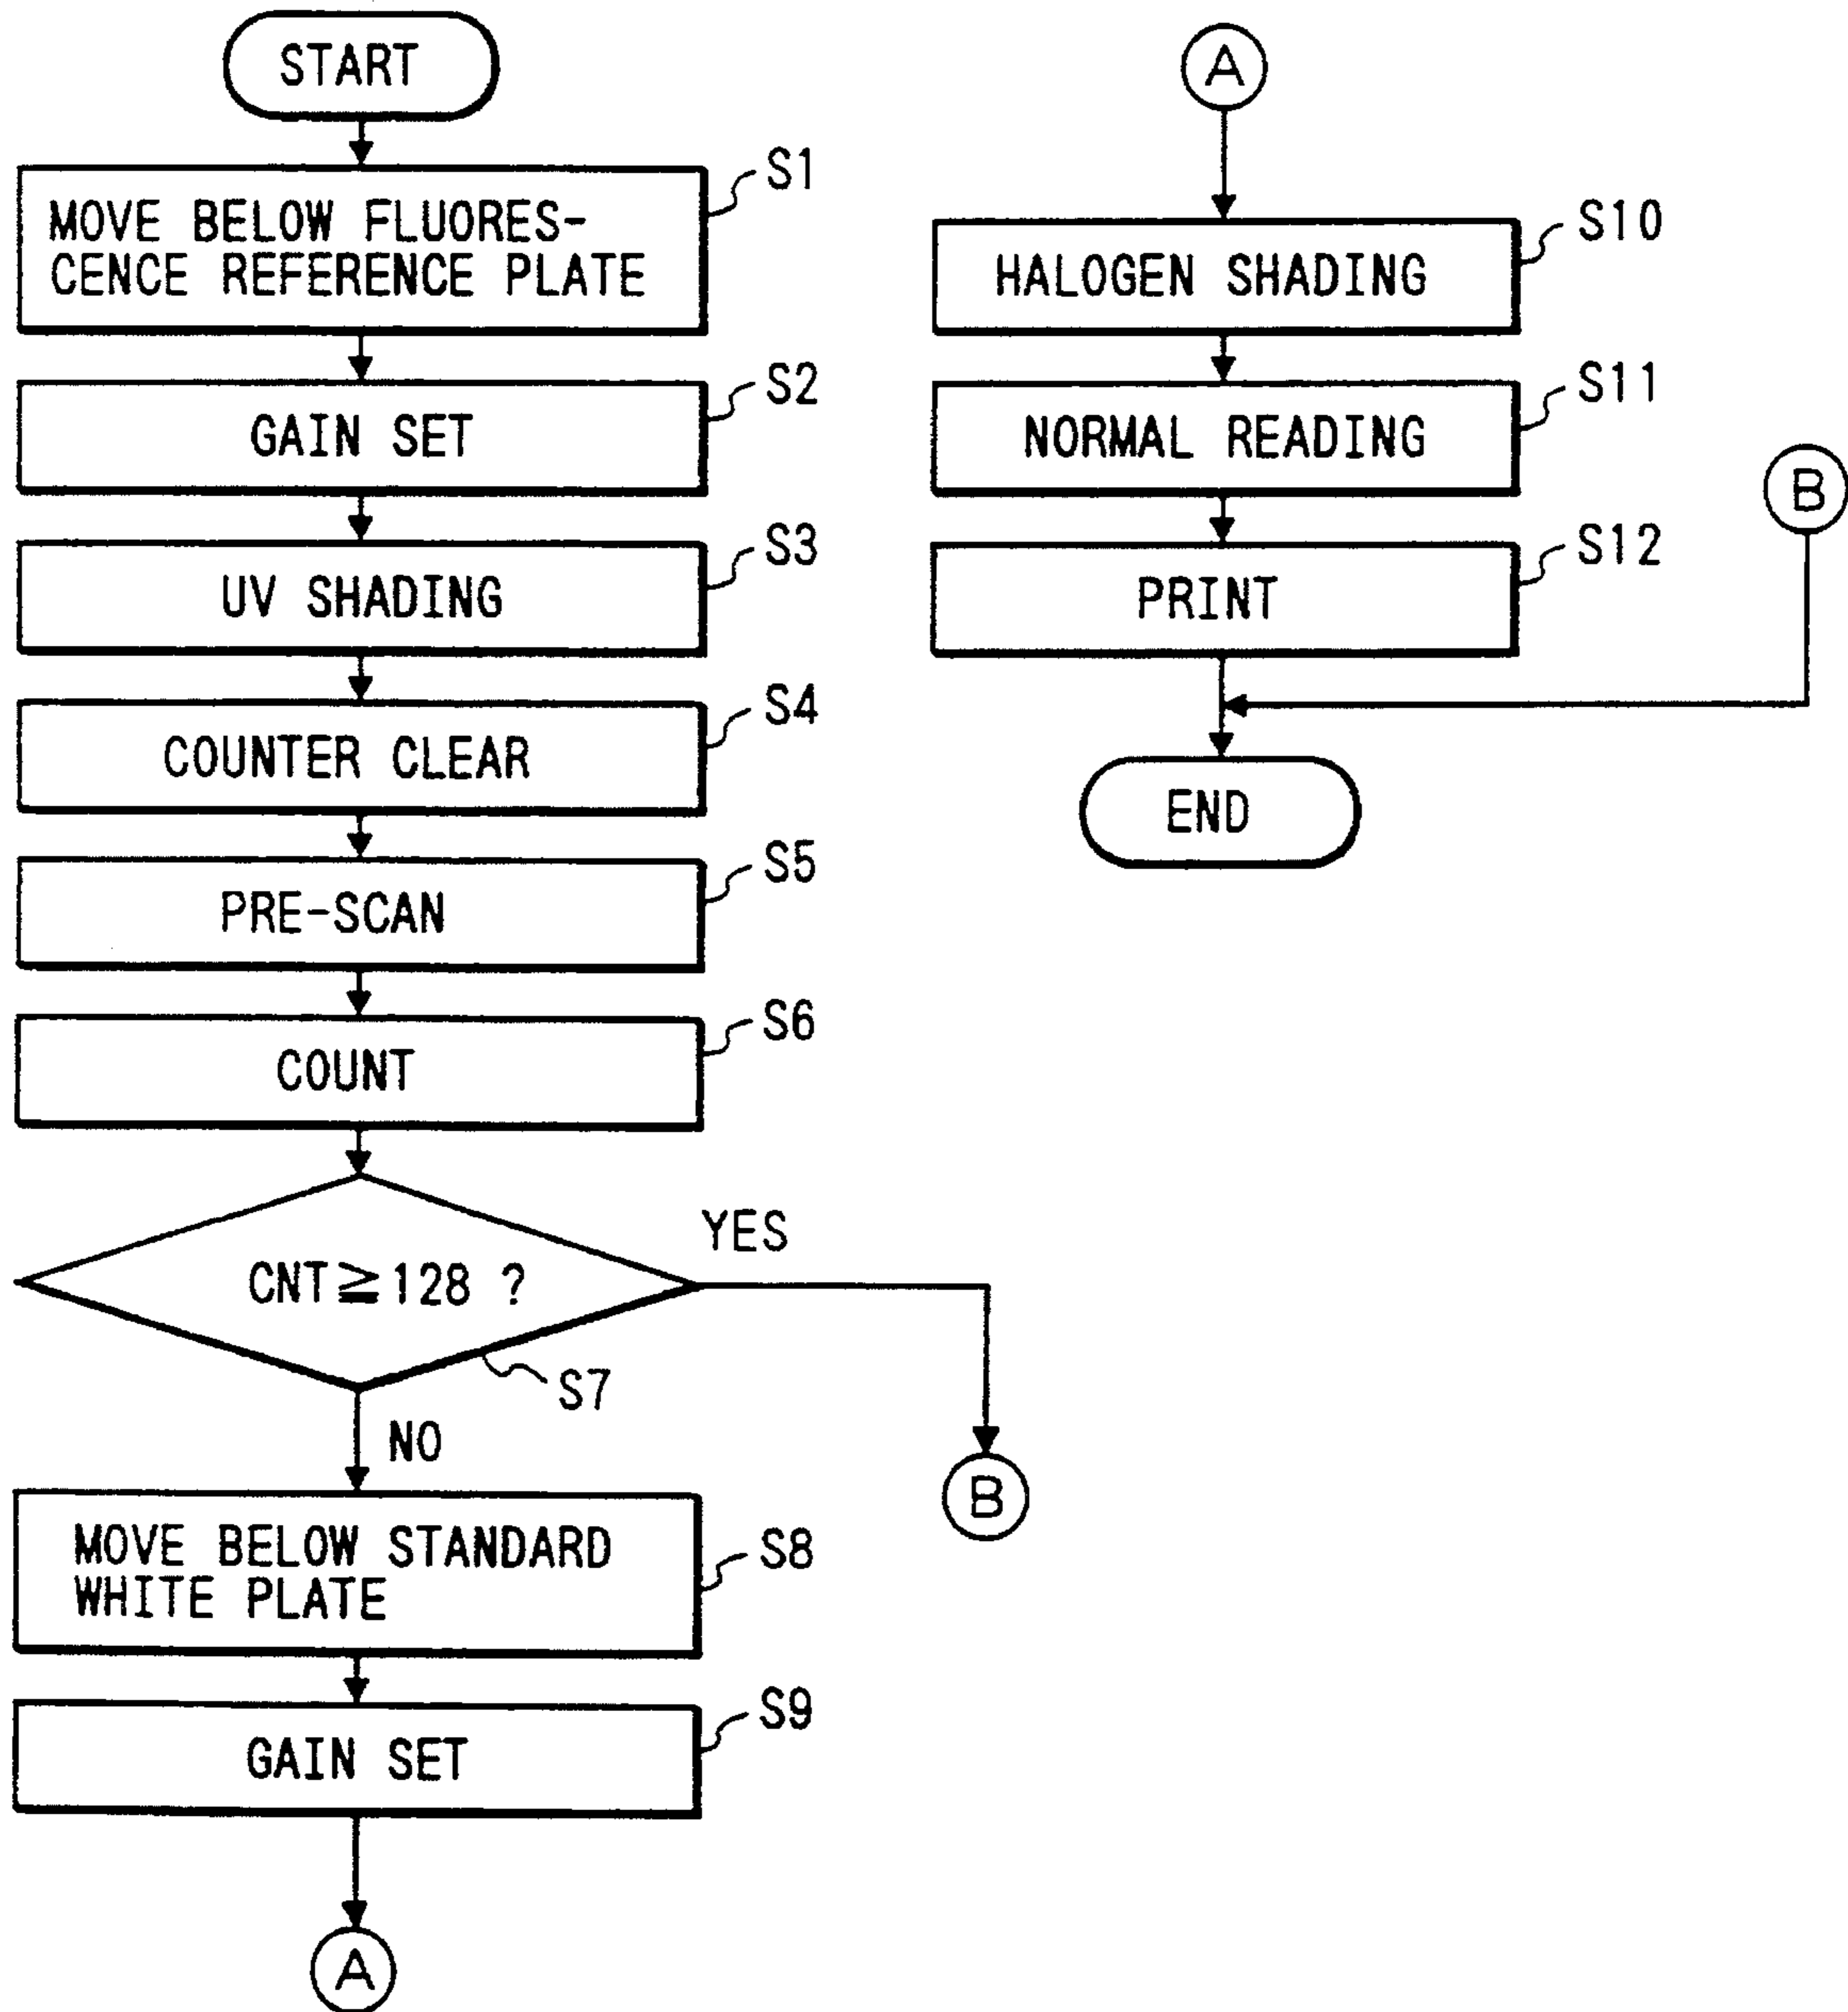 START
S1
MOVE BELOW FLUORES-
CENCE REFERENCE PLATE
S2
GAIN SET
S3
UV SHADING
S4
COUNTER CLEAR
S5
PRE-SCAN
S6
COUNT
YES
CNT≧128 ?
S7
NO
B
MOVE BELOW STANDARD
WHITE PLATE
S8
S9
GAIN SET
A
A
S10
HALOGEN SHADING
S11
NORMAL READING
B
S12
PRINT
END